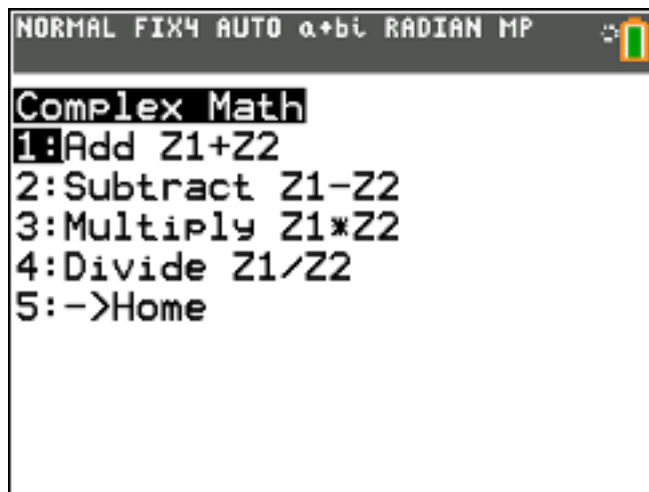 NORMAL FIX4 AUTO a+bi RADIAN MP
Complex Math
1:Add Z1+Z2
2:Subtract Z1-Z2
3:Multiply Z1*Z2
4:Divide Z1/Z2
5:->Home